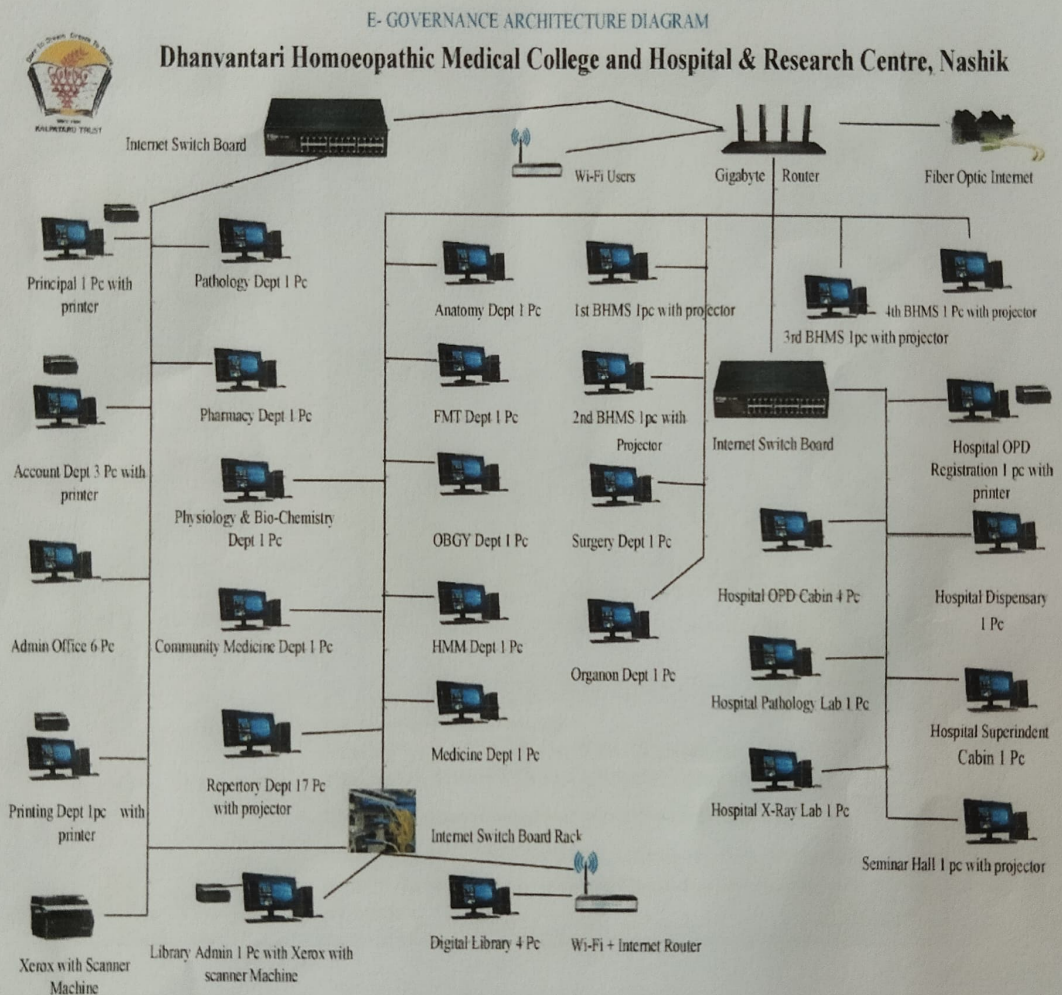 E- GOVERNANCE ARCHITECTURE DIAGRAM
Dhanvantari Homoeopathic Medical College and Hospital & Research Centre, Nashik
KALPATARU TRUST
Internet Switch Board
Wi-Fi Users
Gigabyte Router
Fiber Optic Internet
Principal 1 Pc with
printer
Pathology Dept 1 Pc
Anatomy Dept 1 Pc
1st BHMS 1pc with projector
4th BHMS 1 Pc with projector
3rd BHMS 1pc with projector
Account Dept 3 Pc with
printer
Pharmacy Dept 1 Pc
FMT Dept 1 Pc
2nd BHMS 1pc with
Projector
Internet Switch Board
Hospital OPD
Registration 1 pc with
printer
Physiology & Bio-Chemistry
Dept 1 Pc
OBGY Dept 1 Pc
Surgery Dept 1 Pc
Hospital OPD Cabin 4 Pc
Hospital Dispensary
1 Pc
Admin Office 6 Pc
Community Medicine Dept 1 Pc
HMM Dept 1 Pc
Organon Dept 1 Pc
Hospital Pathology Lab 1 Pc
Hospital Superindent
Cabin 1 Pc
Printing Dept 1pc with
printer
Repertory Dept 17 Pc
with projector
Medicine Dept 1 Pc
Hospital X-Ray Lab 1 Pc
Internet Switch Board Rack
Seminar Hall 1 pc with projector
Xerox with Scanner
Machine
Library Admin 1 Pc with Xerox with
scanner Machine
Digital Library 4 Pc
Wi-Fi + Internet Router